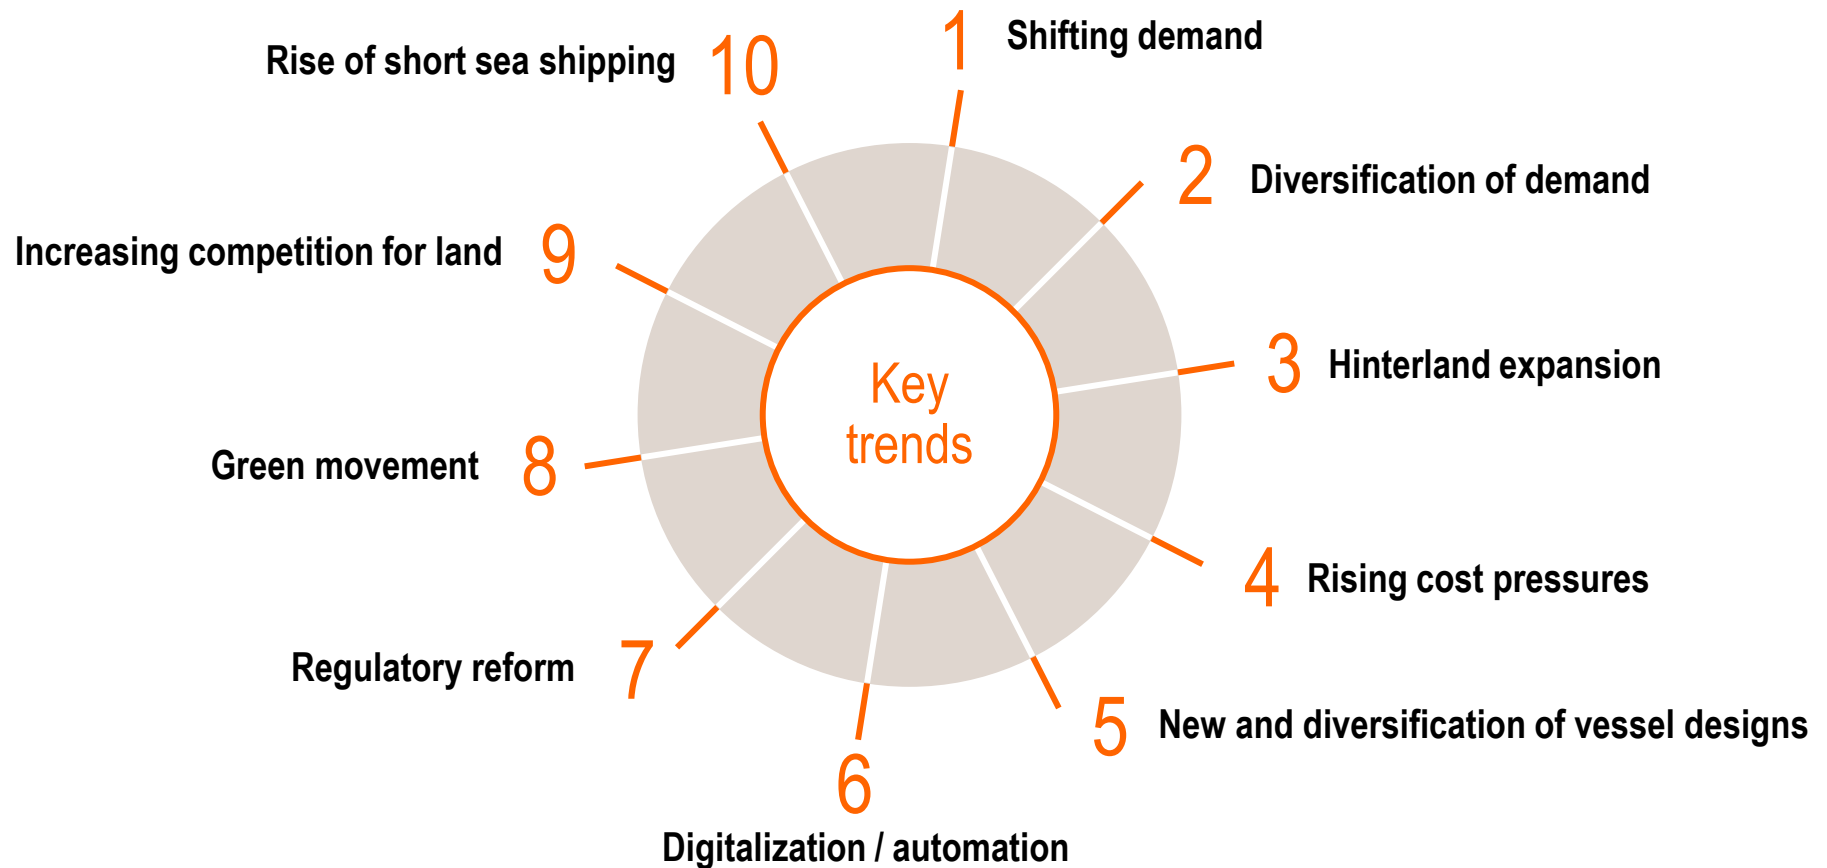 Key
trends
1 Shifting demand
2 Diversification of demand
3 Hinterland expansion
4 Rising cost pressures
5 New and diversification of vessel designs
6
Digitalization / automation
Regulatory reform 7
Green movement 8
Increasing competition for land 9
Rise of short sea shipping 10